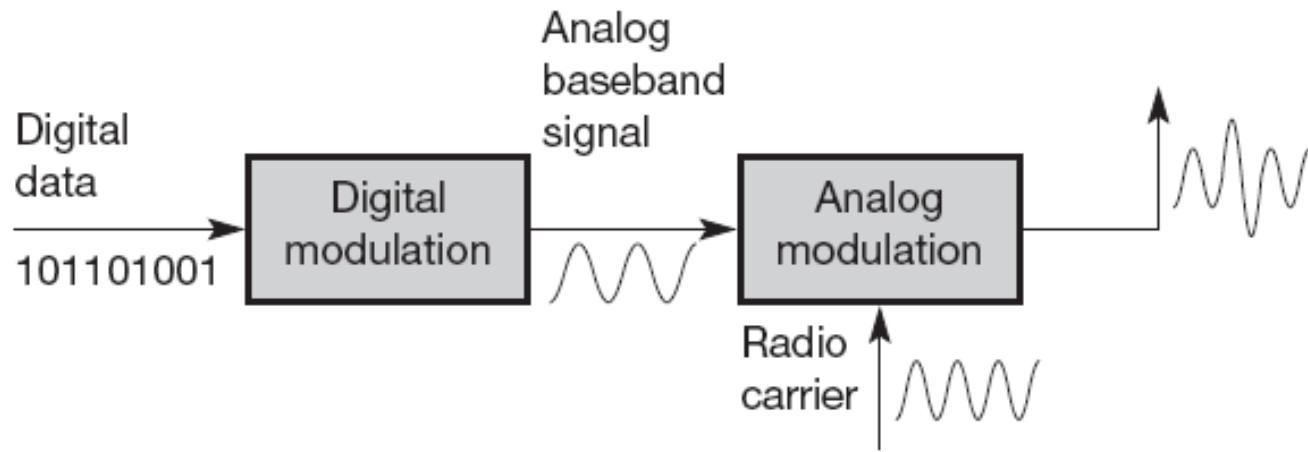 Digital
data
101101001
Digital
modulation
Analog
baseband
signal
Analog
modulation
Radio
carrier